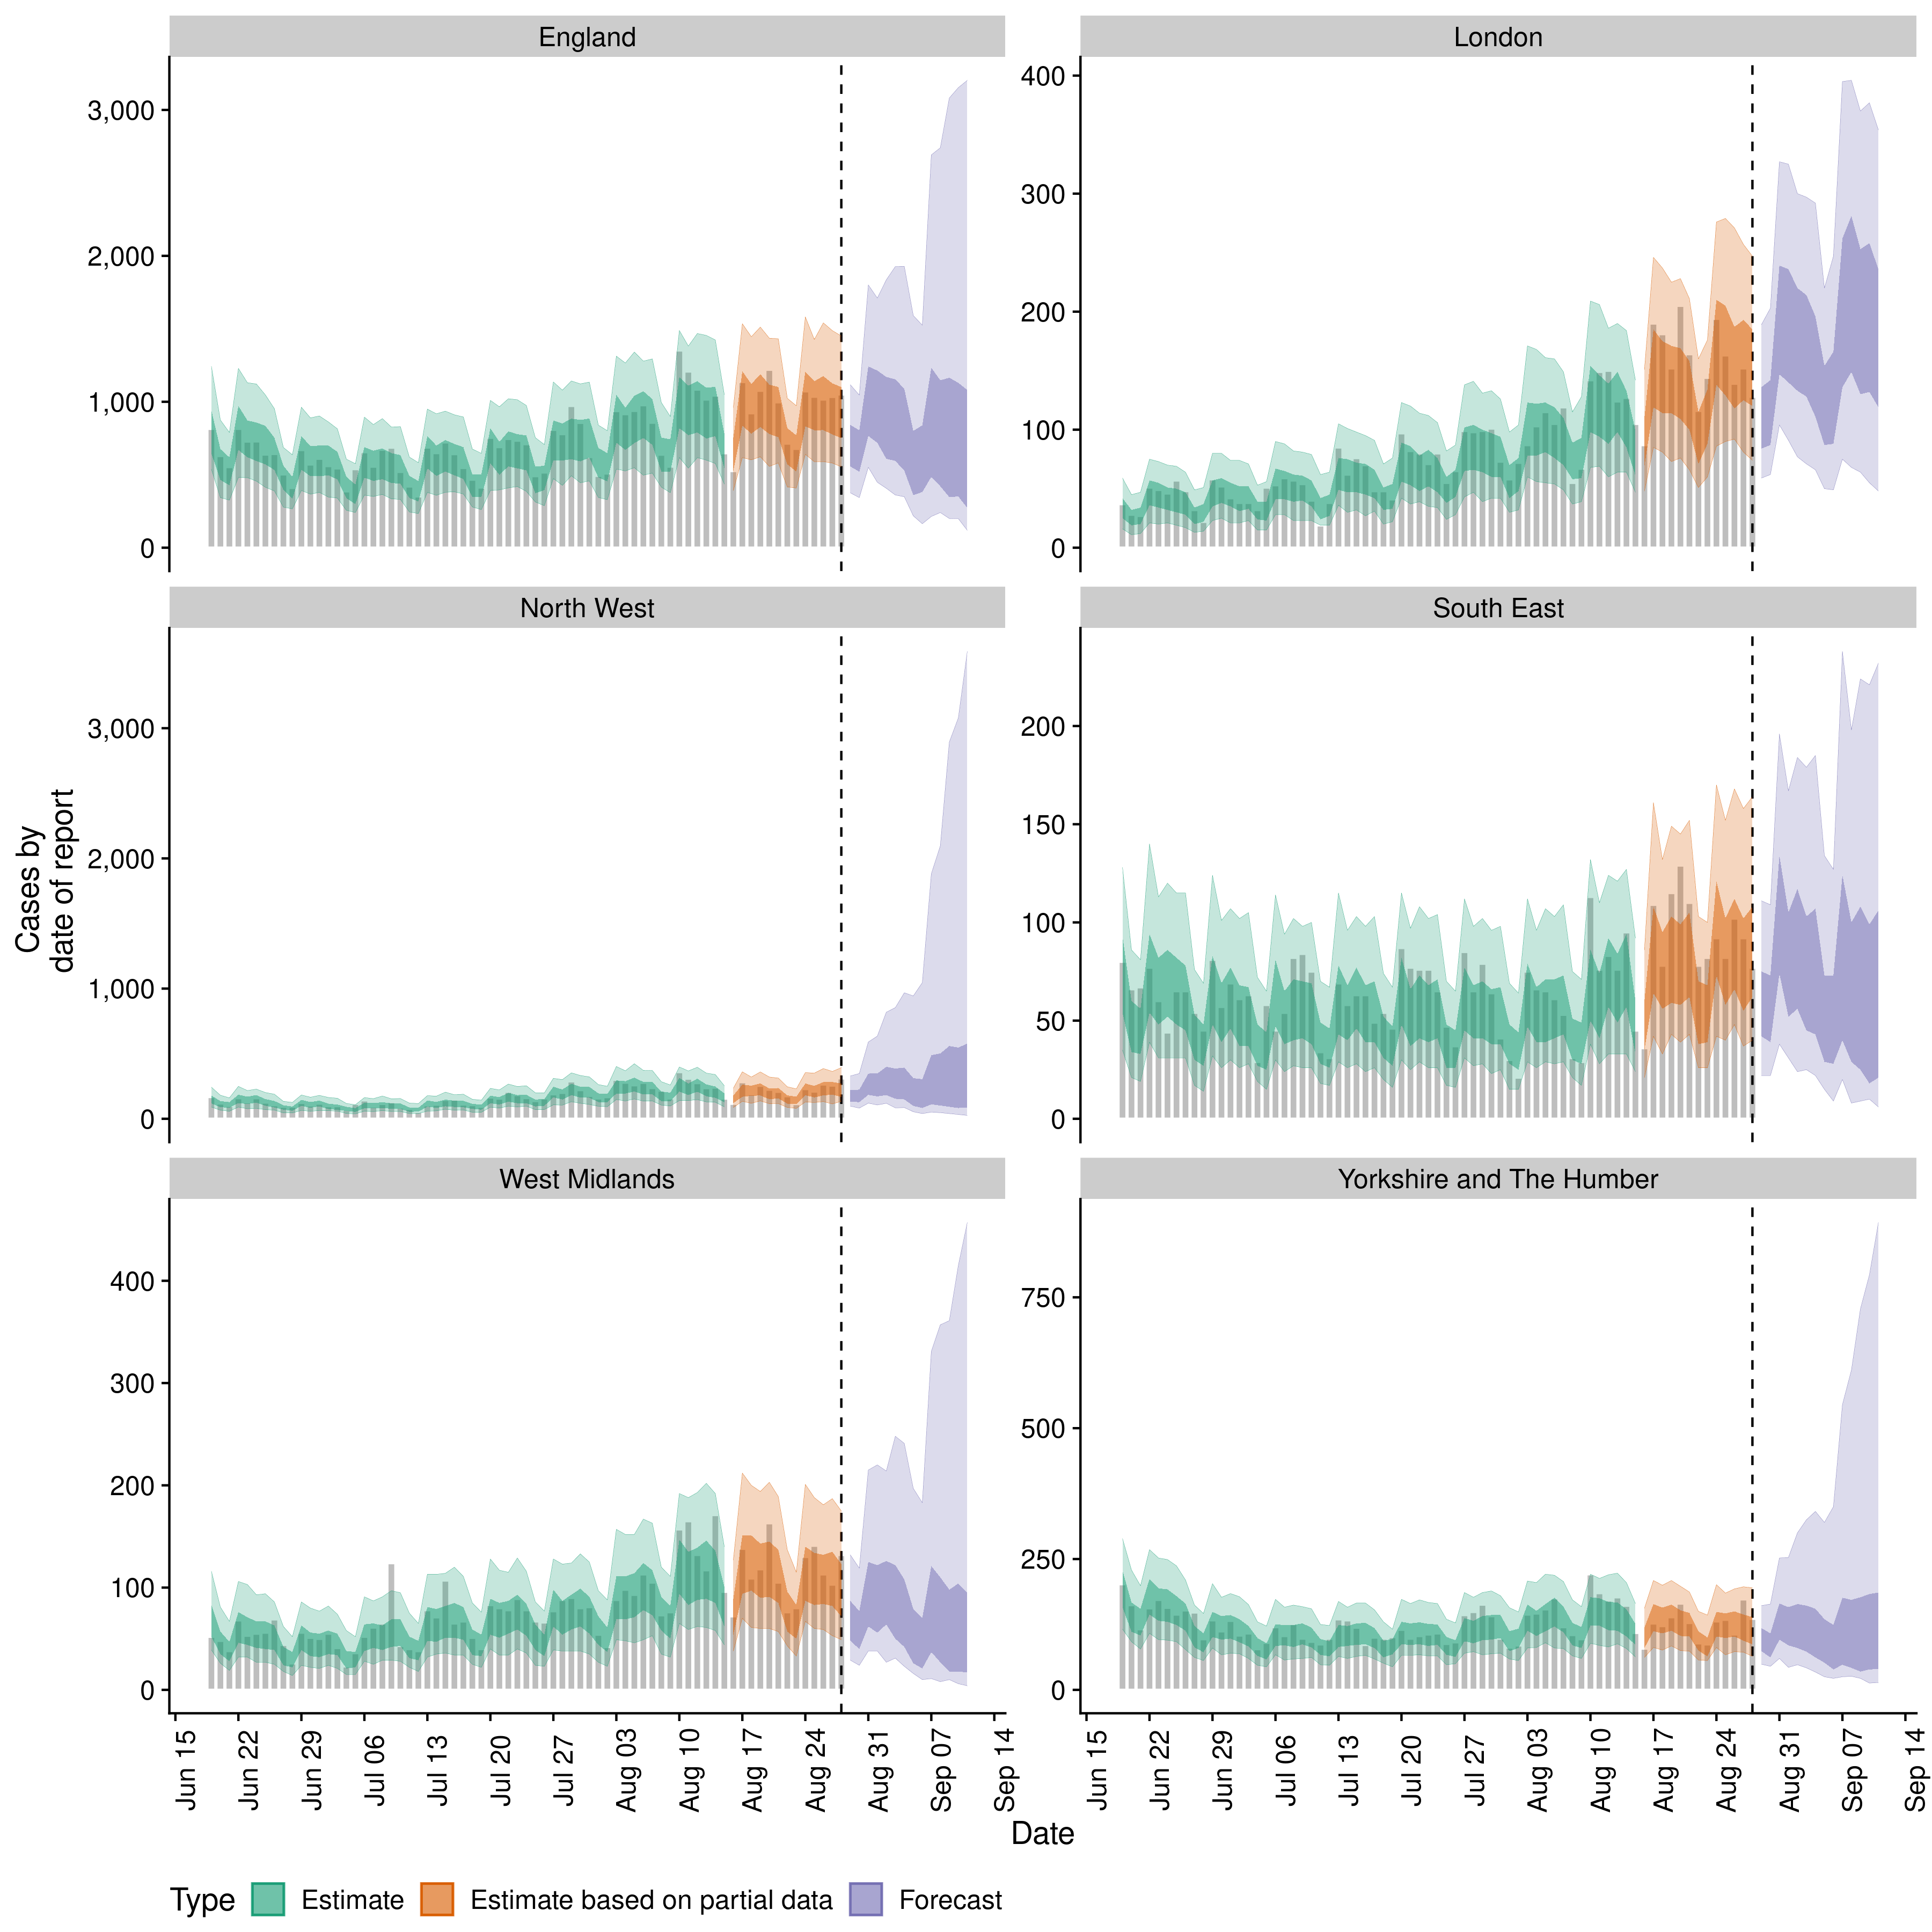 England
London
3,000
2,000
1,000
0
400
300
200
100
0
North West
South East
3,000
2,000
1,000
0
200
150
100
50
0
Cases by
date of report
West Midlands
Yorkshire and The Humber
400
300
200
100
0
750
500
250
0
Jun 15
Jun 22
Jun 29
Jul 06
Jul 13
Jul 20
Jul 27
Aug 03
Aug 10
Aug 17
Aug 24
Aug 31
Sep 07
Sep 14
Jun 15
Jun 22
Jun 29
Jul 06
Jul 13
Jul 20
Jul 27
Aug 03
Aug 10
Aug 17
Aug 24
Aug 31
Sep 07
Sep 14
Date
Type Estimate Estimate based on partial data Forecast